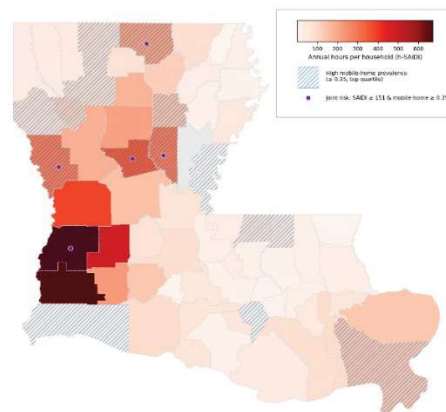 100 200 300 400 500 600
Annual hours per household (h-SAIDI)
High mobile-home prevalence
(≥ 0.35, top quartile)
Joint risk, SAIDI ≥ 151 & mobile-home ≥ 0.35